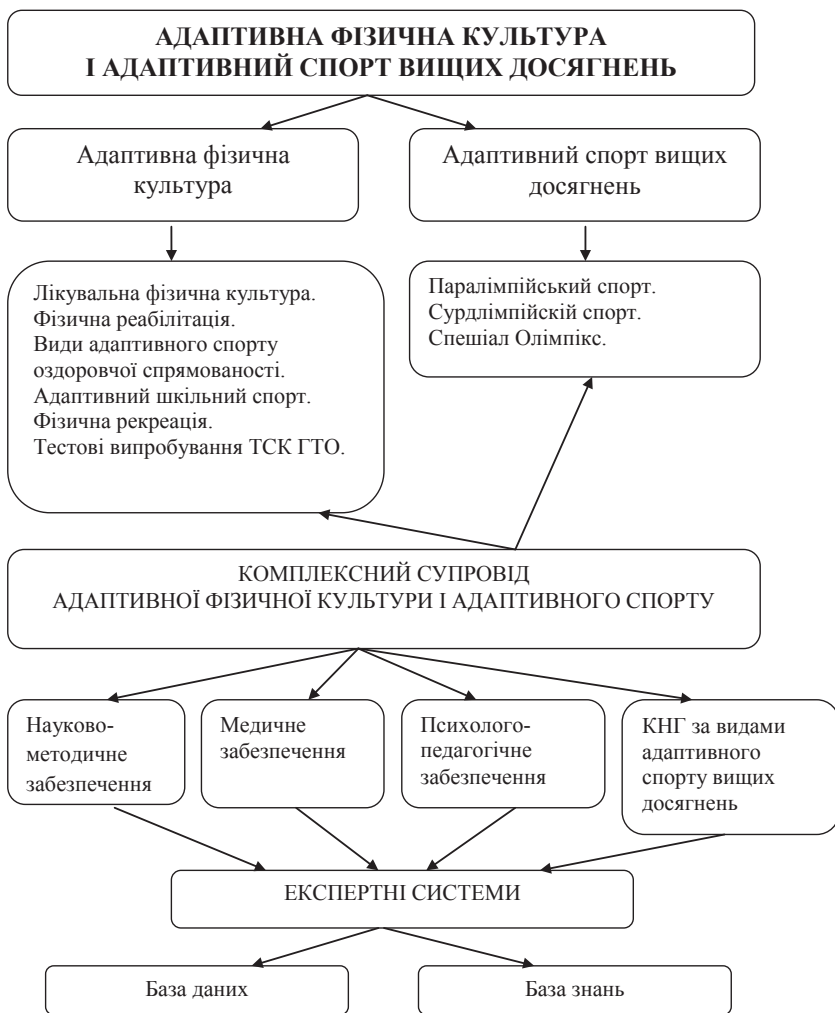 АДАПТИВНА ФІЗИЧНА КУЛЬТУРА
І АДАПТИВНИЙ СПОРТ ВИЩИХ ДОСЯГНЕНЬ
Адаптивна фізична
культура
Адаптивний спорт вищих
досягнень
Лікувальна фізична культура.
Фізична реабілітація.
Види адаптивного спорту
оздоровчої спрямованості.
Адаптивний шкільний спорт.
Фізична рекреація.
Тестові випробування ТСК ГТО.
Паралімпійський спорт.
Сурдлімпійскій спорт.
Спешіал Олімпікс.
КОМПЛЕКСНИЙ СУПРОВІД
АДАПТИВНОЇ ФІЗИЧНОЇ КУЛЬТУРИ І АДАПТИВНОГО СПОРТУ
Науково-
методичне
забезпечення
Медичне
забезпечення
Психолого-
педагогічне
забезпечення
КНГ за видами
адаптивного
спорту вищих
досягнень
ЕКСПЕРТНІ СИСТЕМИ
База даних
База знань